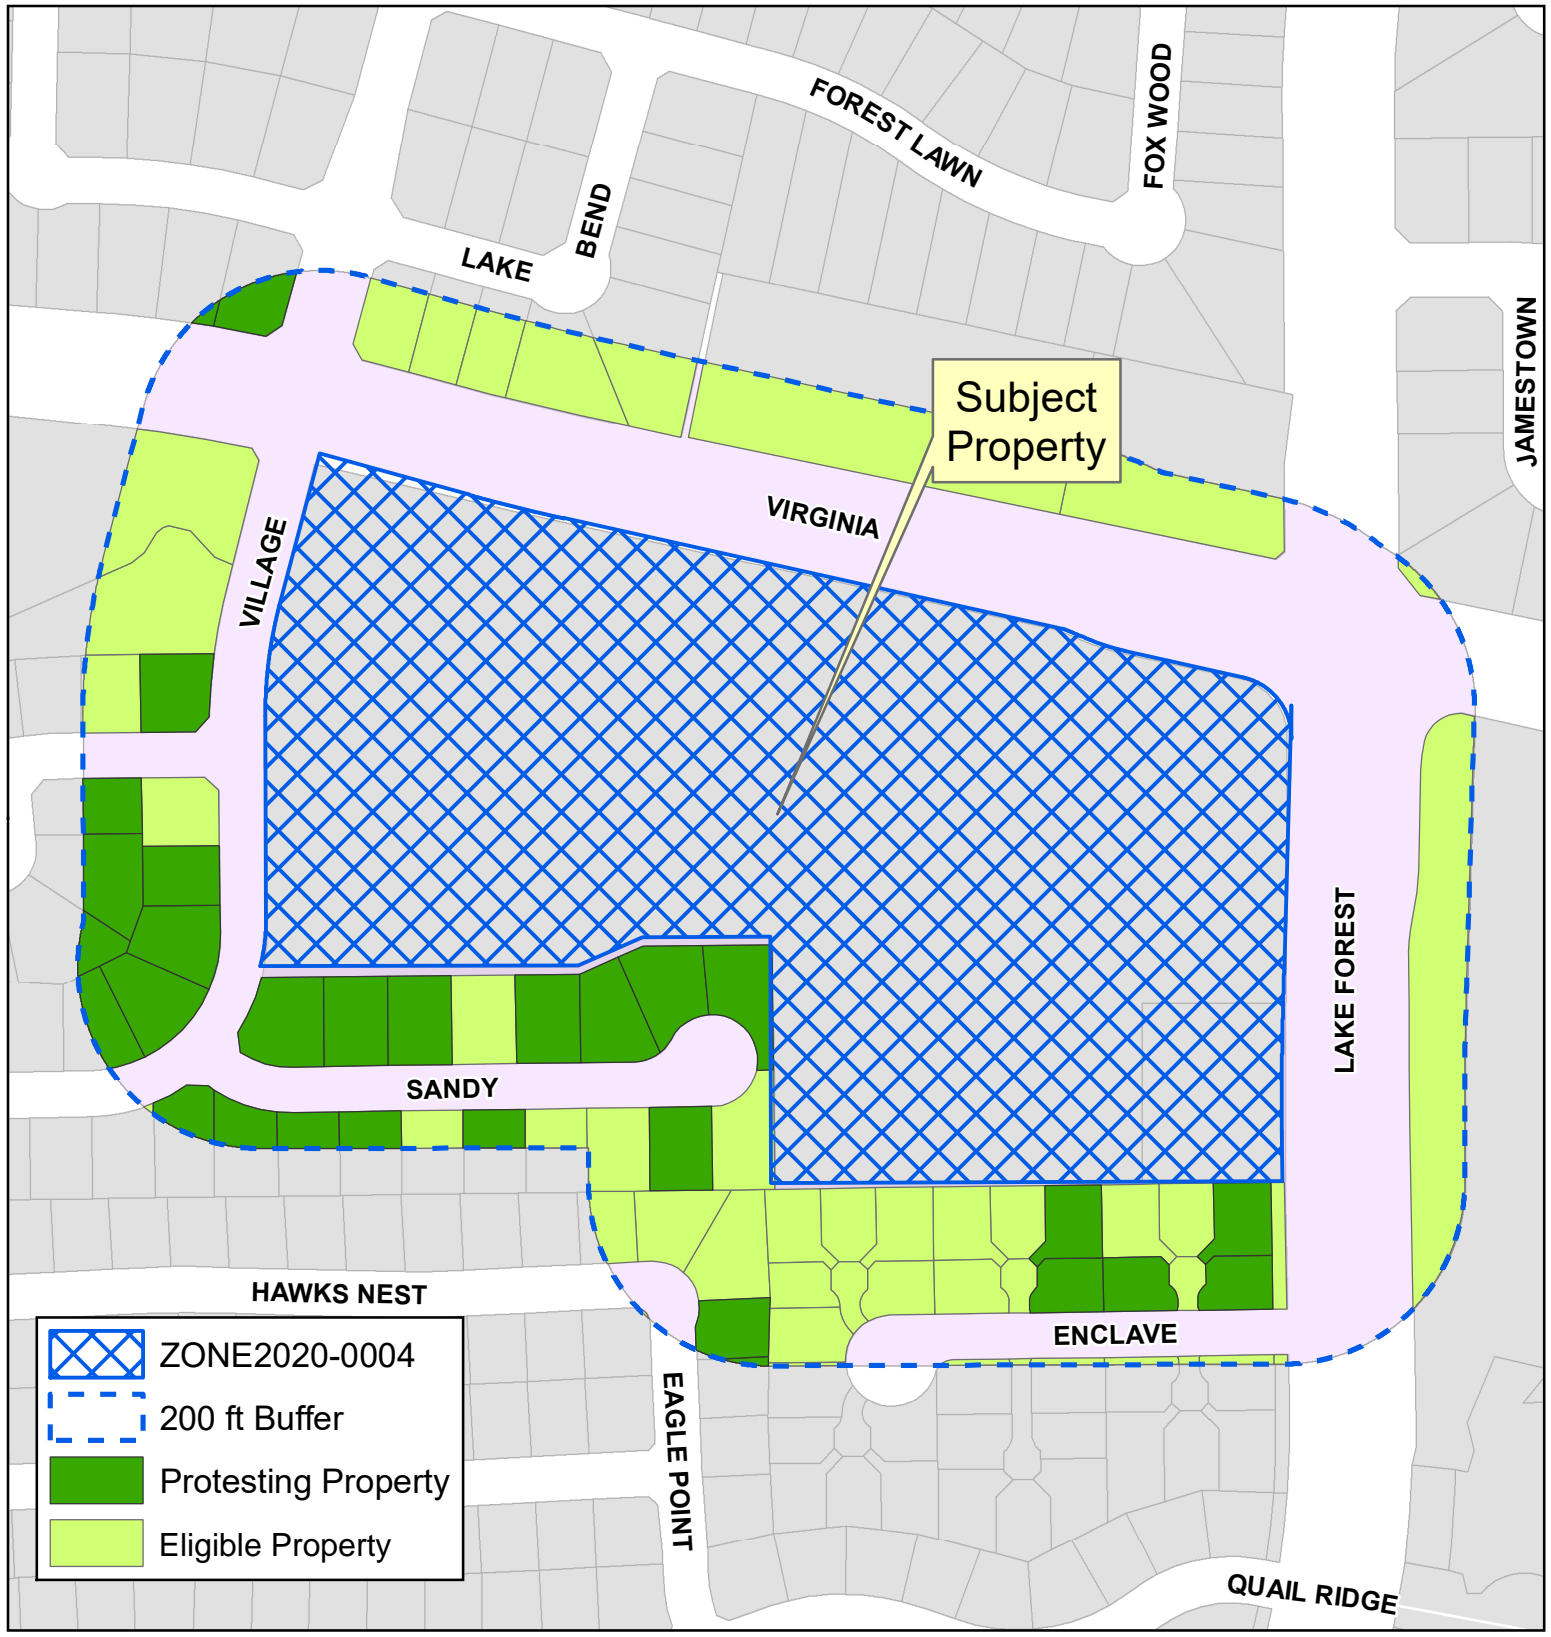 FOX WOOD
FOREST LAWN
BEND
LAKE
JAMESTOWN
Subject
Property
VIRGINIA
VILLAGE
LAKE FOREST
SANDY
HAWKS NEST
ENCLAVE
EAGLE POINT
QUAIL RIDGE
ZONE2020-0004
200 ft Buffer
Protesting Property
Eligible Property